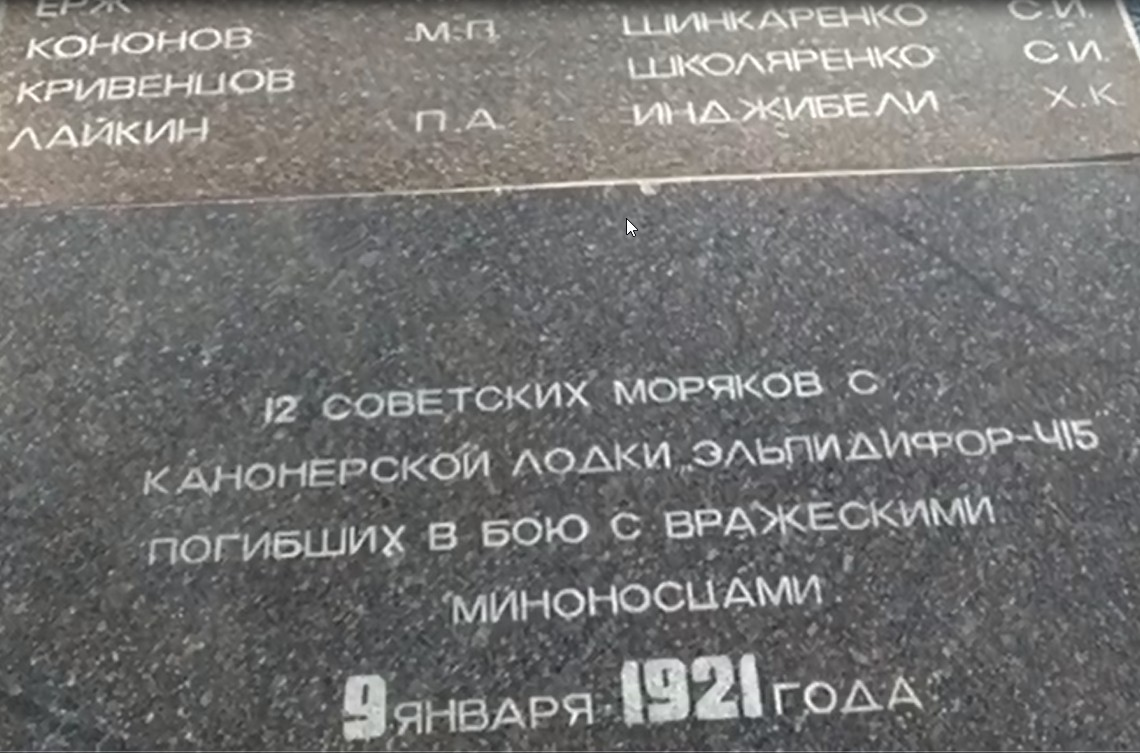 КОНОНОВ М.П. ШИНКАРЕНКО С.И.
КРИВЕНЦОВ ШКОЛЯРЕНКО С И.
ЛАЙКИН П.А. ИНДЖИБЕЛИ Х.К
12 СОВЕТСКИХ МОРЯКОВ С
КАНОНЕРСКОЙ ЛОДКИ „ЭЛЬПИДИФОР-415
ПОГИБШИХ В БОЮ С ВРАЖЕСКИМИ
МИНОНОСЦАМИ.
9 ЯНВАРЯ 1921 ГОДА